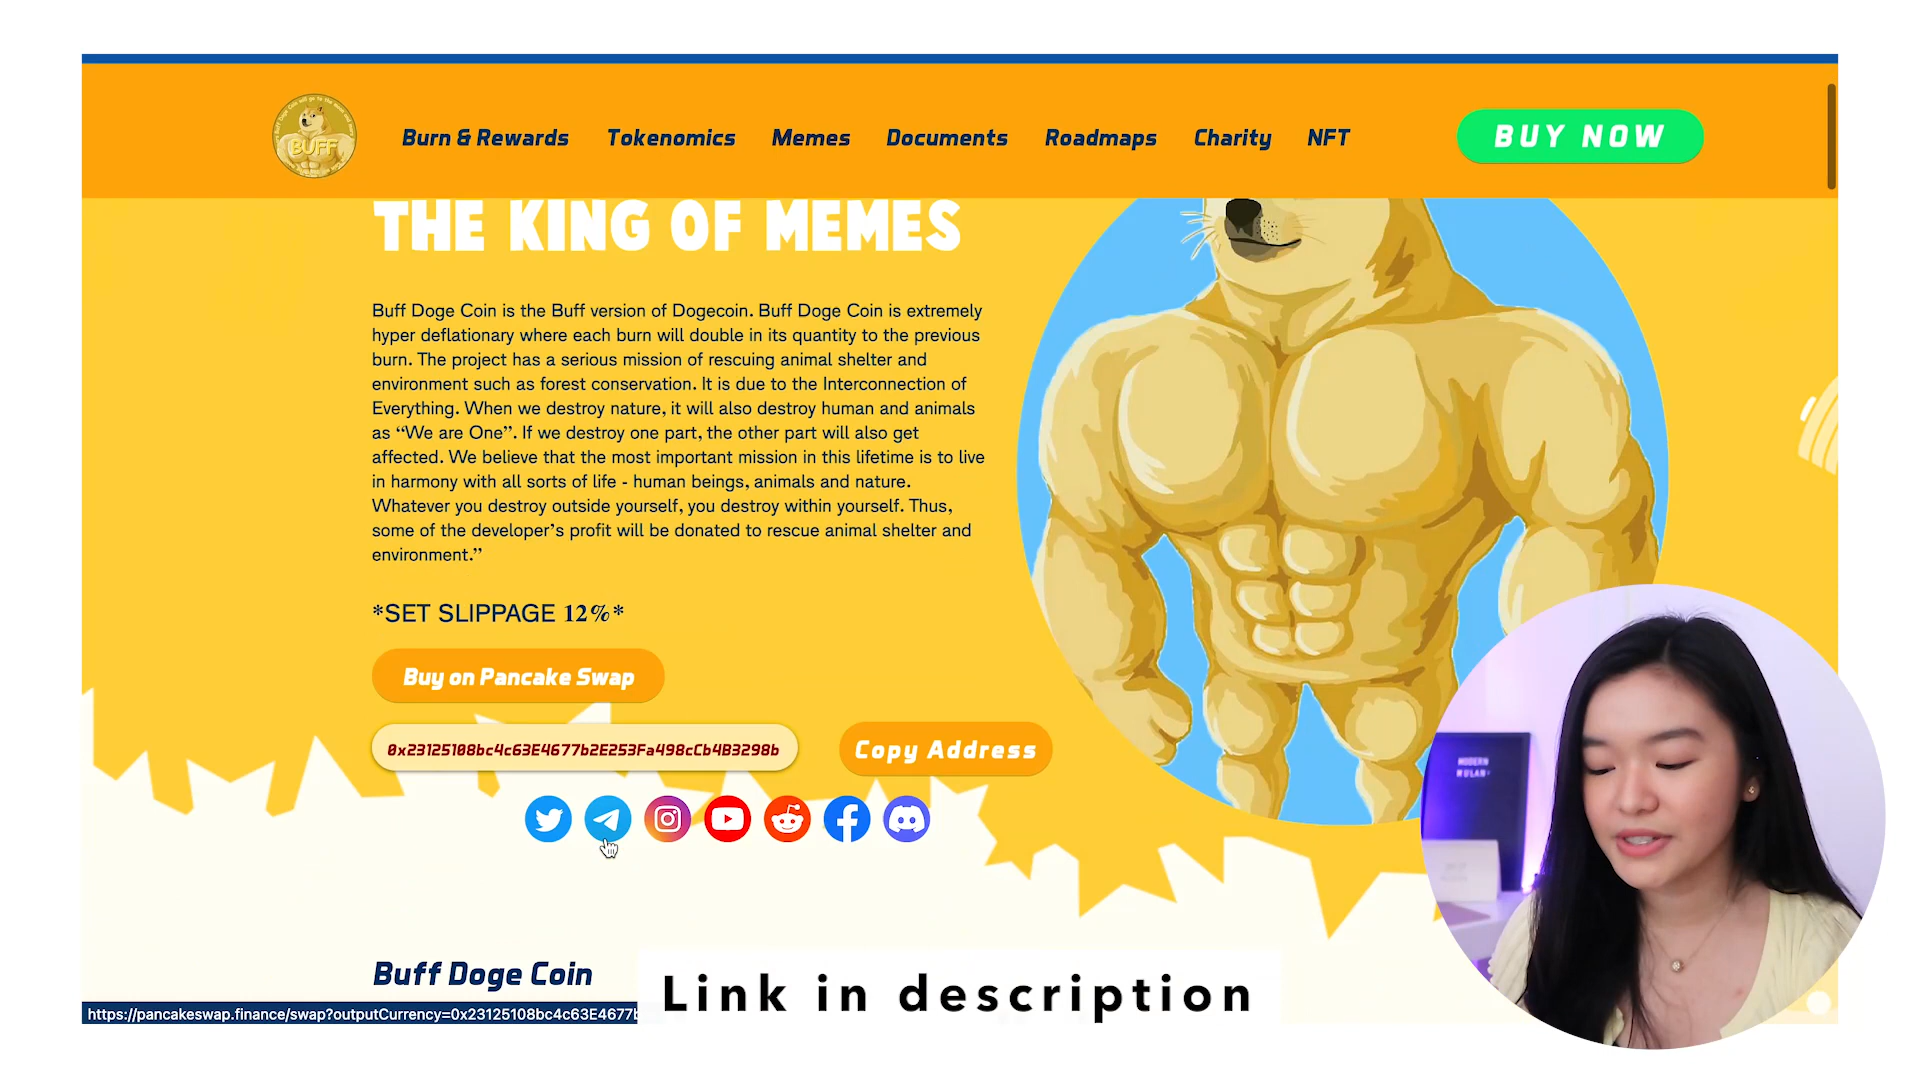 BUFF
Burn & Rewards
Tokenomics
Memes
Documents
Roadmaps
Charity
NFT
BUY NOW
THE KING OF MEMES
Buff Doge Coin is the Buff version of Dogecoin. Buff Doge Coin is extremely
hyper deflationary where each burn will double in its quantity to the previous
burn. The project has a serious mission of rescuing animal shelter and
environment such as forest conservation. It is due to the Interconnection of
Everything. When we destroy nature, it will also destroy human and animals
as “We are One”. If we destroy one part, the other part will also get
affected. We believe that the most important mission in this lifetime is to live
in harmony with all sorts of life - human beings, animals and nature.
Whatever you destroy outside yourself, you destroy within yourself. Thus,
some of the developer’s profit will be donated to rescue animal shelter and
environment.”
*SET SLIPPAGE 12%*
Buy on Pancake Swap
0x23125108bc4c63E4677b2E253Fa498cCb4B3298b
Copy Address
MODERN
MULAN
Buff Doge Coin
Link in description
https://pancakeswap.finance/swap?outputCurrency=0x23125108bc4c63E4677b